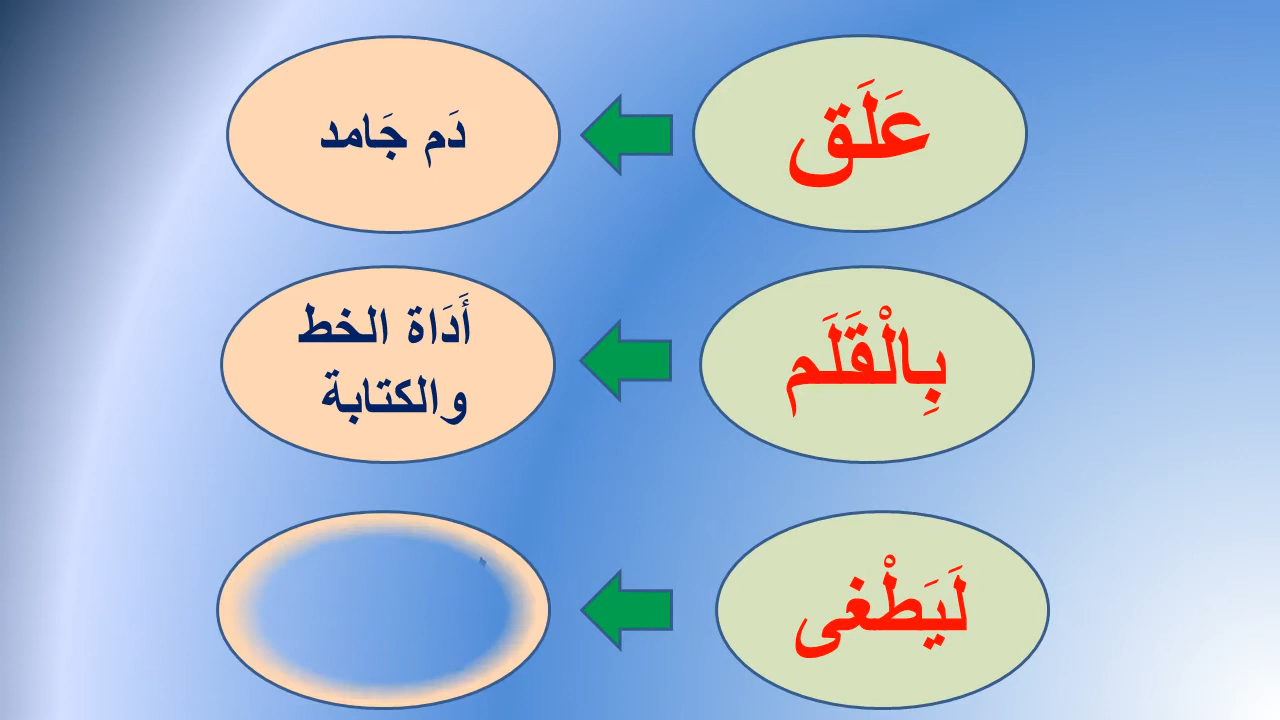 عَلَق
دَم جَامد
بِالْقَلَم
أَدَاة الخط
والكتابة
لَيَطْغى